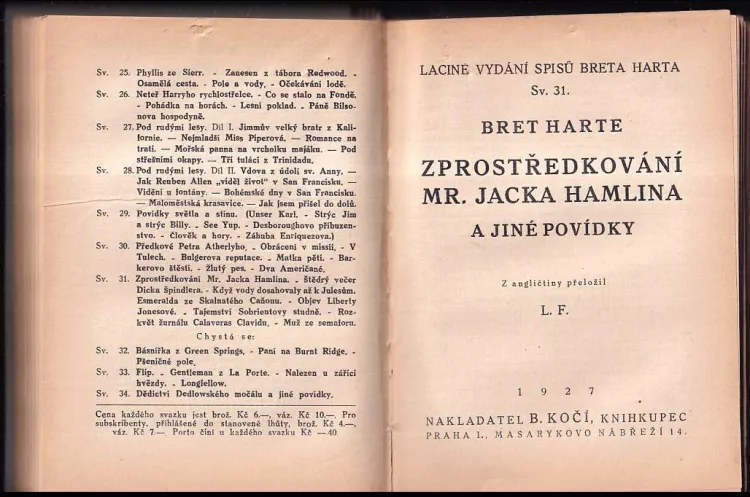 Sv. 25. Phyllis ze Sierr. - Zanesen z tábora Redwood. -
Osamělá cesta. - Pole a vody. - Očekávání lodě.
Sv. 26. Neteř Harryho rychlostřelce. - Co se stalo na Fondě.
- Pohádka na horách. - Lesní poklad. - Páně Bilso-
nova hospodyně.
Sv. 27. Pod rudými lesy. Díl I. Jimmův velký bratr z Kali-
fornie. — Nejmladší Miss Piperová. — Romance na
trati. — Mořská panna na vrcholku majáku. — Pod
střešními okapy. — Tři tuláci z Trinidadu.
Sv. 28. Pod rudými lesy. Díl II. Vdova z údolí sv. Anny. —
Jak Reuben Allen „viděl život“ v San Francisku. —
Vidění u fontány. — Bohémské dny v San Francisku.
— Maloměstská krasavice. — Jak jsem přišel do dolů.
Sv. 29. Povídky světla a stínu. (Unser Karl. - Strýc Jim
a strýc Billy. - See Yup. - Desboroughovo příbuzen-
stvo. - Člověk a hory. - Záhuba Enriquezova.)
Sv. 30. Předkové Petra Atherlyho. - Obrácení v missii. - V
Tulech. - Bulgerova reputace. - Matka pěti. - Bar-
kerovo štěstí. - Žlutý pes. - Dva Američané.
Sv. 31. Zprostředkování Mr. Jacka Hamlina. - Štědrý večer
Dicka Špindlera. - Když vody dosahovaly až k Julesům.
Esmeralda ze Skalnatého Caňonu. - Objev Liberty
Jonesové. - Tajemství Sobrientovy studně. - Roz-
květ žurnálu Calaveras Clavidu. - Muž ze semaforu.
Chystá se:
Sv. 32. Básnířka z Green Springs. - Paní na Burnt Ridge. -
Pšeničné pole.
Sv. 33. Flip. - Gentleman z La Porte. - Nalezen u zářící
hvězdy. - Longfellow.
Sv. 34. Dědictví Dedlowského močálu a jiné povídky.
Cena každého svazku jest brož. Kč 6.—, váz. Kč 10.—. Pro
subskribenty, přihlášené do stanovené lhůty, brož. Kč 4.—,
váz. Kč 7.—. Porto činí u každého svazku Kč —.40.
LACINÉ VYDÁNÍ SPISŮ BRETA HARTA
Sv. 31.
BRET HARTE
ZPROSTŘEDKOVÁNÍ
MR. JACKA HAMLINA
A JINÉ POVÍDKY
Z angličtiny přeložil
L. F.
1927
NAKLADATEL B. KOČÍ, KNIHKUPEC
PRAHA I., MASARYKOVO NÁBŘEŽÍ 14.